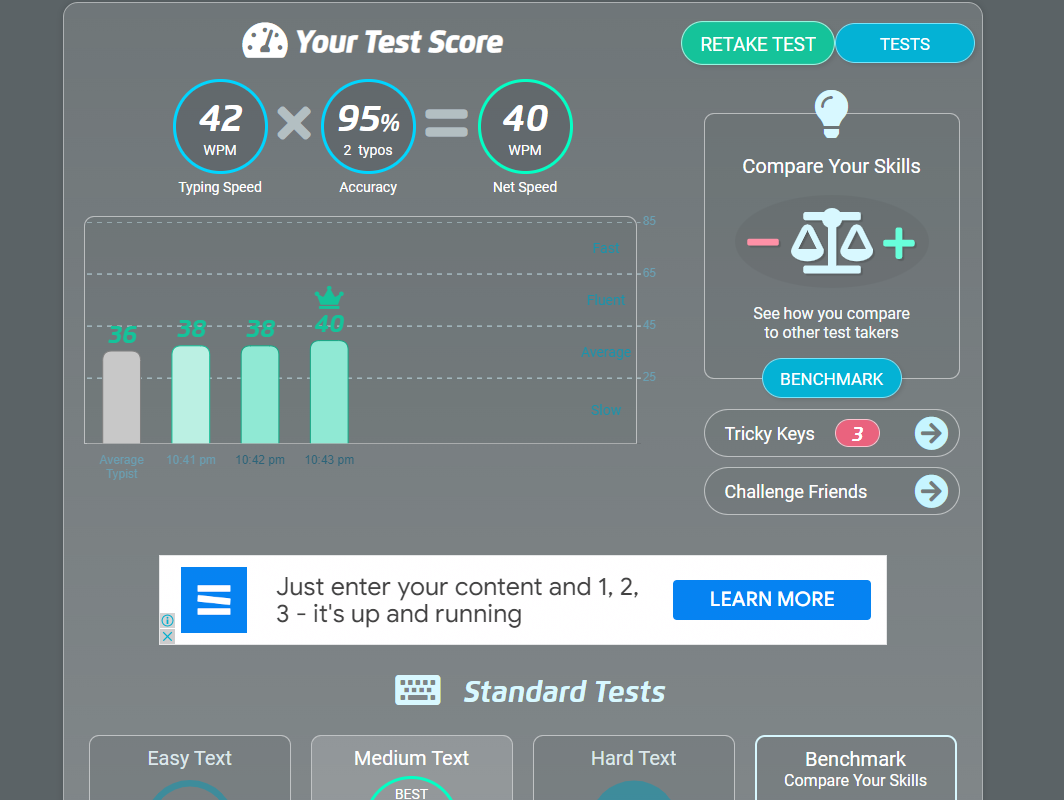 Your Test Score
RETAKE TEST
TESTS
42
WPM
Typing Speed
95%
2 typos
Accuracy
40
WPM
Net Speed
Compare Your Skills
See how you compare
to other test takers
BENCHMARK
Tricky Keys 3
Challenge Friends
85
Fast
65
Fluent
45
Average
25
Slow
36
38
38
40
Average
Typist
10:41 pm
10:42 pm
10:43 pm
Just enter your content and 1, 2,
3 - it's up and running
LEARN MORE
Standard Tests
Easy Text
Medium Text
BEST
Hard Text
Benchmark
Compare Your Skills